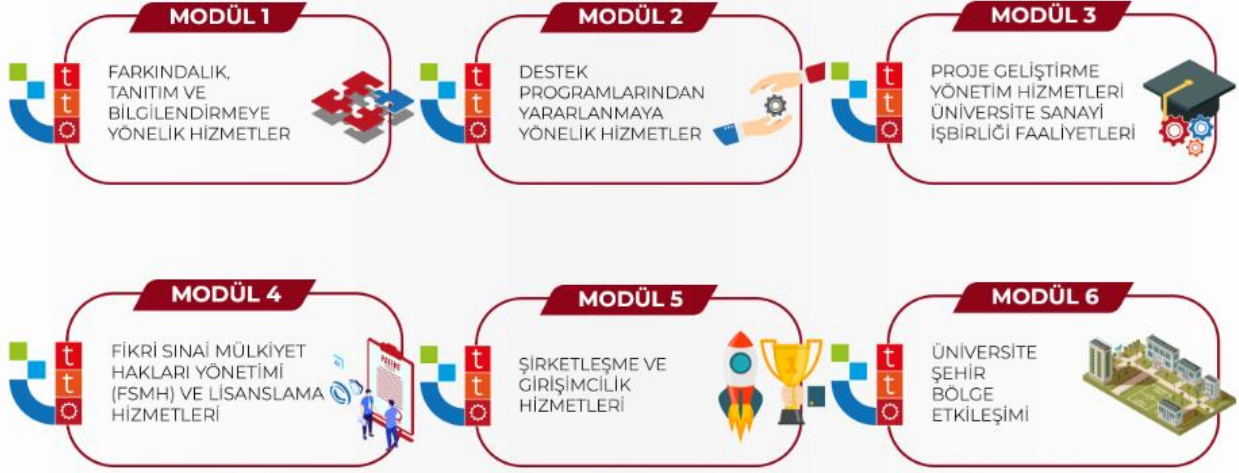 MODÜL 1
FARKINDALIK,
TANITIM VE
BİLGİLENDİRMEYE
YÖNELİK HİZMETLER
t
t
MODÜL 2
DESTEK
PROGRAMLARINDAN
YARARLANMAYA
YÖNELİK HİZMETLER
t
t
MODÜL 3
PROJE GELİŞTİRME
YÖNETİM HİZMETLERİ
ÜNİVERSİTE SANAYİ
İŞBİRLİĞİ FAALİYETLERİ
t
t
MODÜL 4
FİKRİ SINAİ MÜLKİYET
HAKLARI YÖNETİMİ
(FSMH) VE LİSANSLAMA
HİZMETLERİ
t
t
PATENT
MODÜL 5
ŞİRKETLEŞME VE
GİRİŞİMCİLİK
HİZMETLERİ
t
t
1
MODÜL 6
ÜNİVERSİTE
ŞEHİR
BÖLGE
ETKİLEŞİMİ
t
t